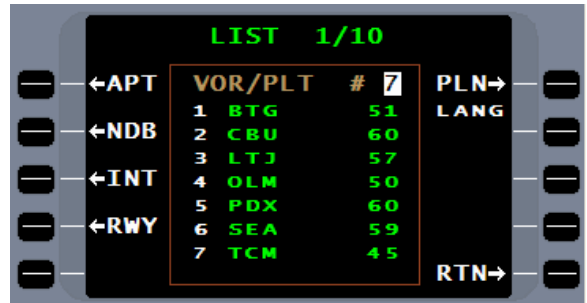 LIST 1/10
←APT VOR/PLT # 7 PLN→
1 BTG 51 LANG
←NDB 2 CBU 60
3 LTJ 57
←INT 4 OLM 50
5 PDX 60
←RWY 6 SEA 59
7 TCM 45
RTN→